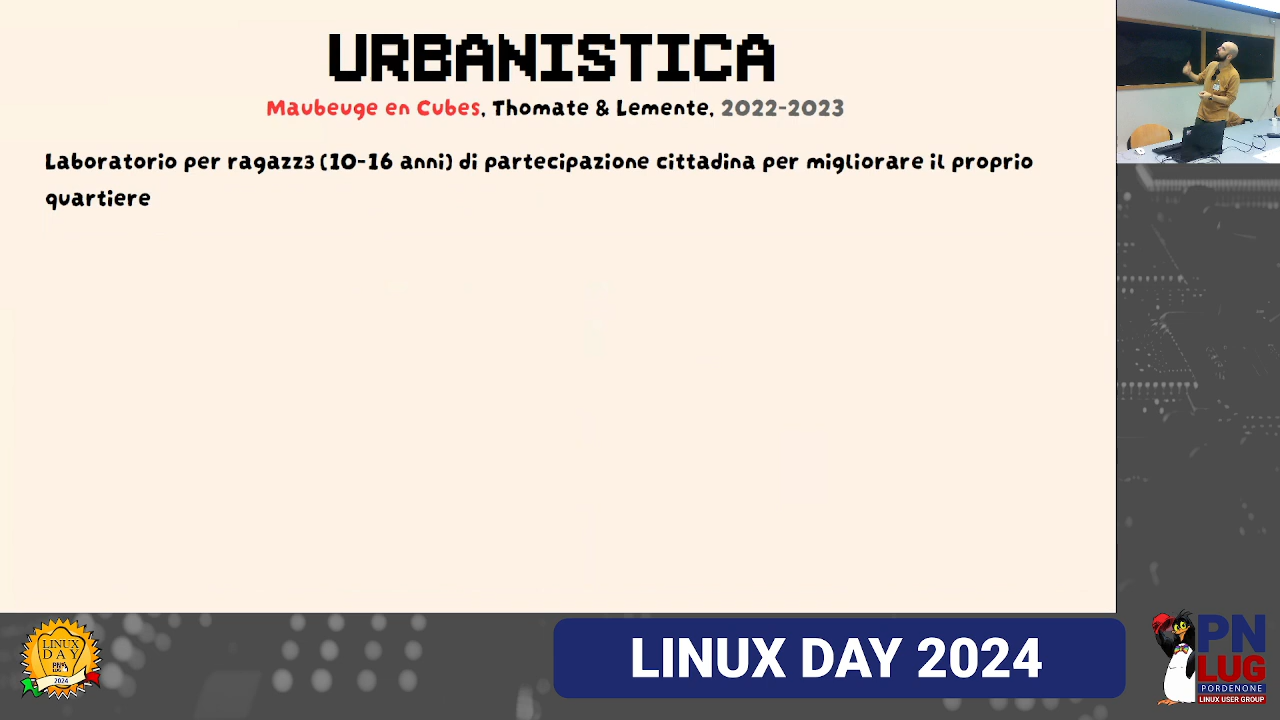 URBANISTICA
Maubeuge en Cubes, Thomate & Lemente, 2022-2023
Laboratorio per ragazz3 (10-16 anni) di partecipazione cittadina per migliorare il proprio
quartiere
LINUX
DAY
2024
LINUX DAY 2024
PN
LUG
PORDENONE
LINUX USER GROUP